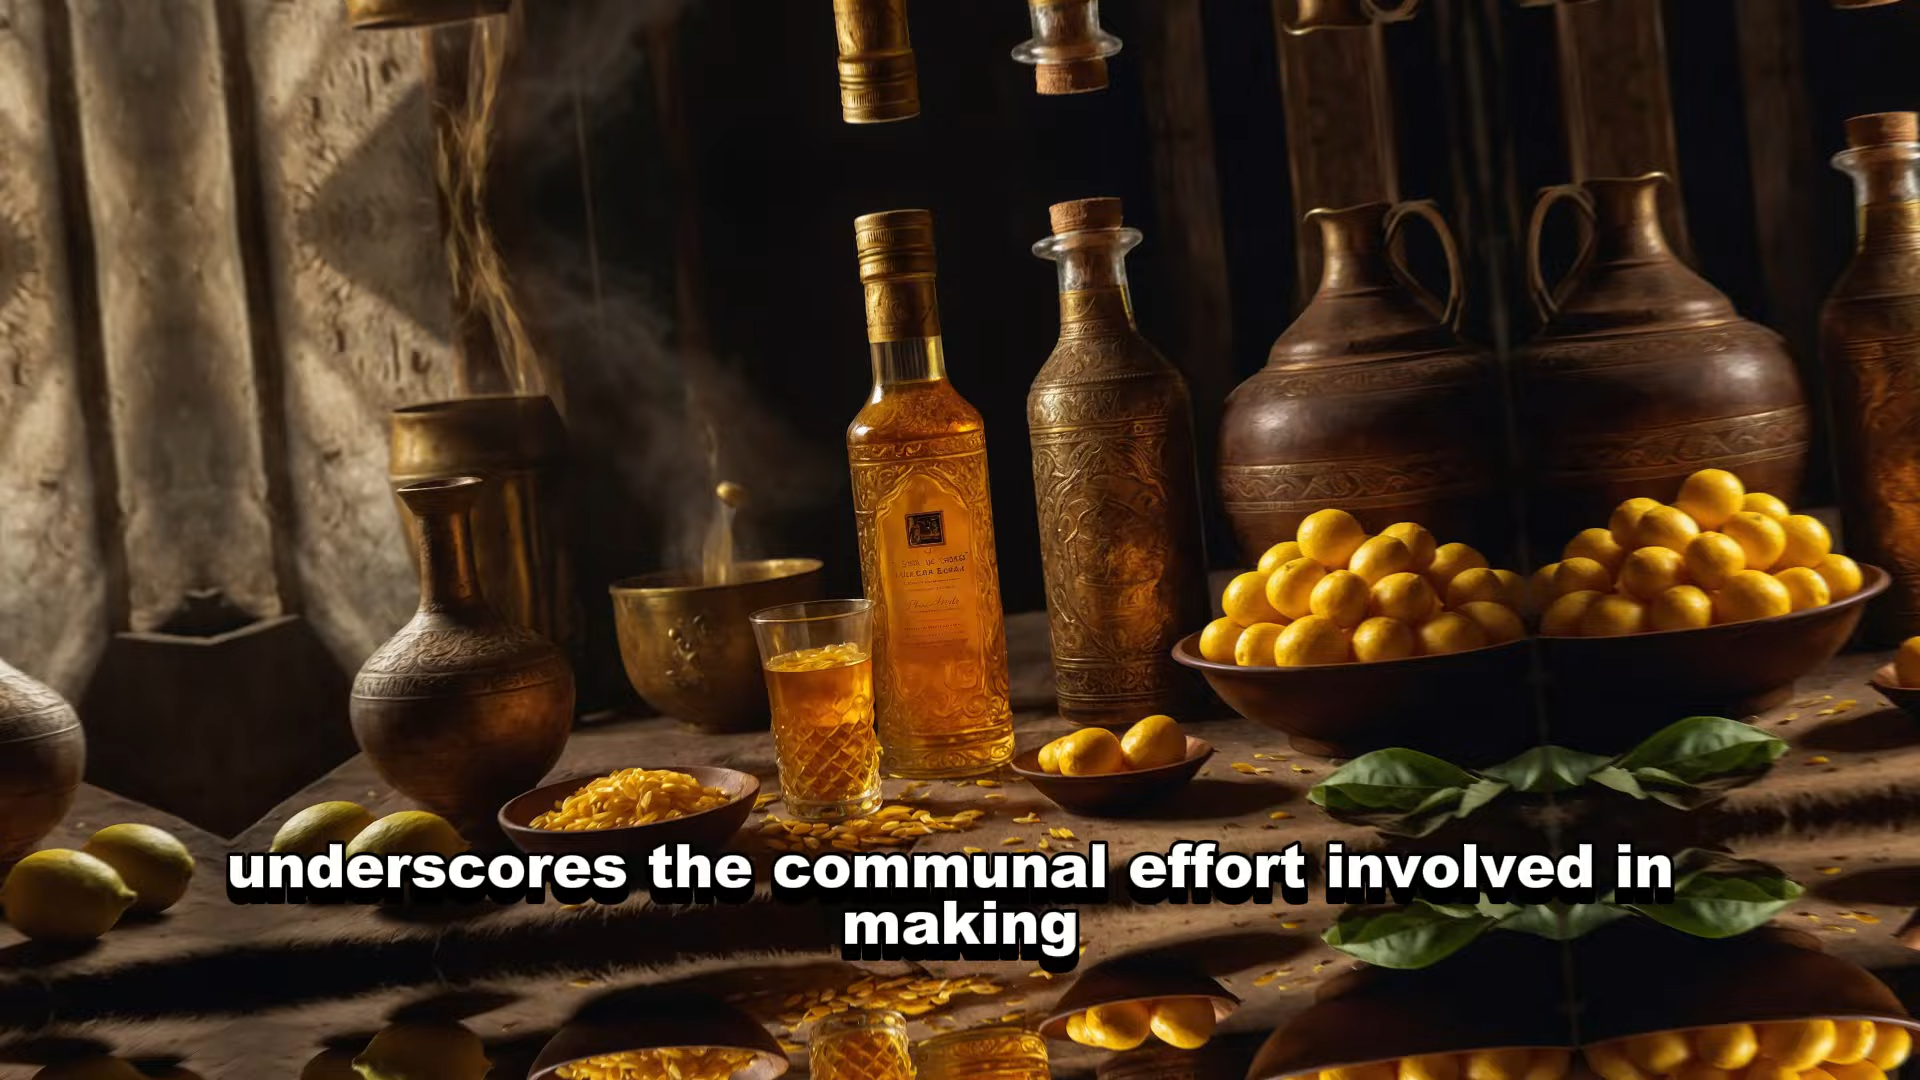 underscores the communal effort involved in
making